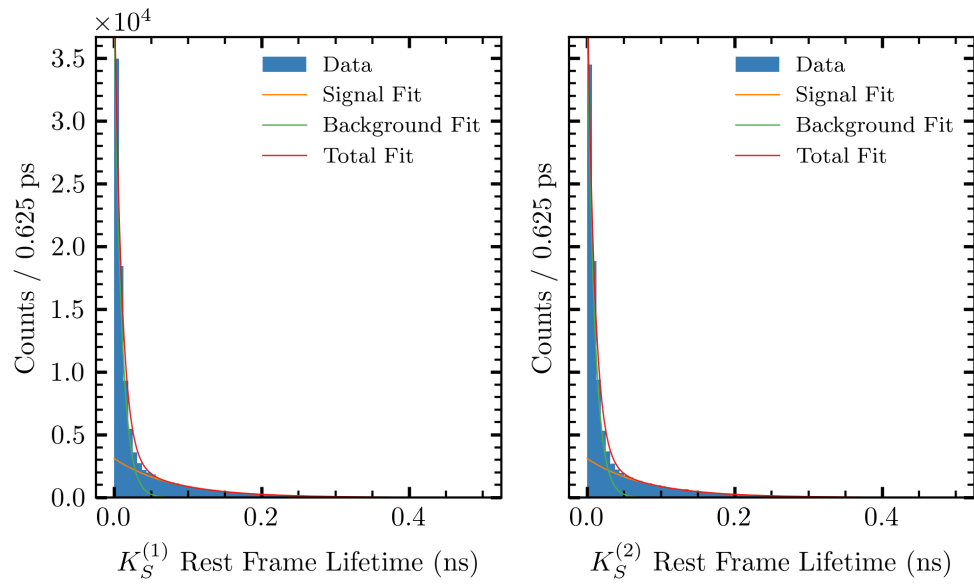 ×10⁴
3.5
3.0
2.5
2.0
1.5
1.0
0.5
0.0
Counts / 0.625 ps
Data
Signal Fit
Background Fit
Total Fit
0.0 0.2 0.4
K_S^(1) Rest Frame Lifetime (ns)
Counts / 0.625 ps
Data
Signal Fit
Background Fit
Total Fit
0.0 0.2 0.4
K_S^(2) Rest Frame Lifetime (ns)